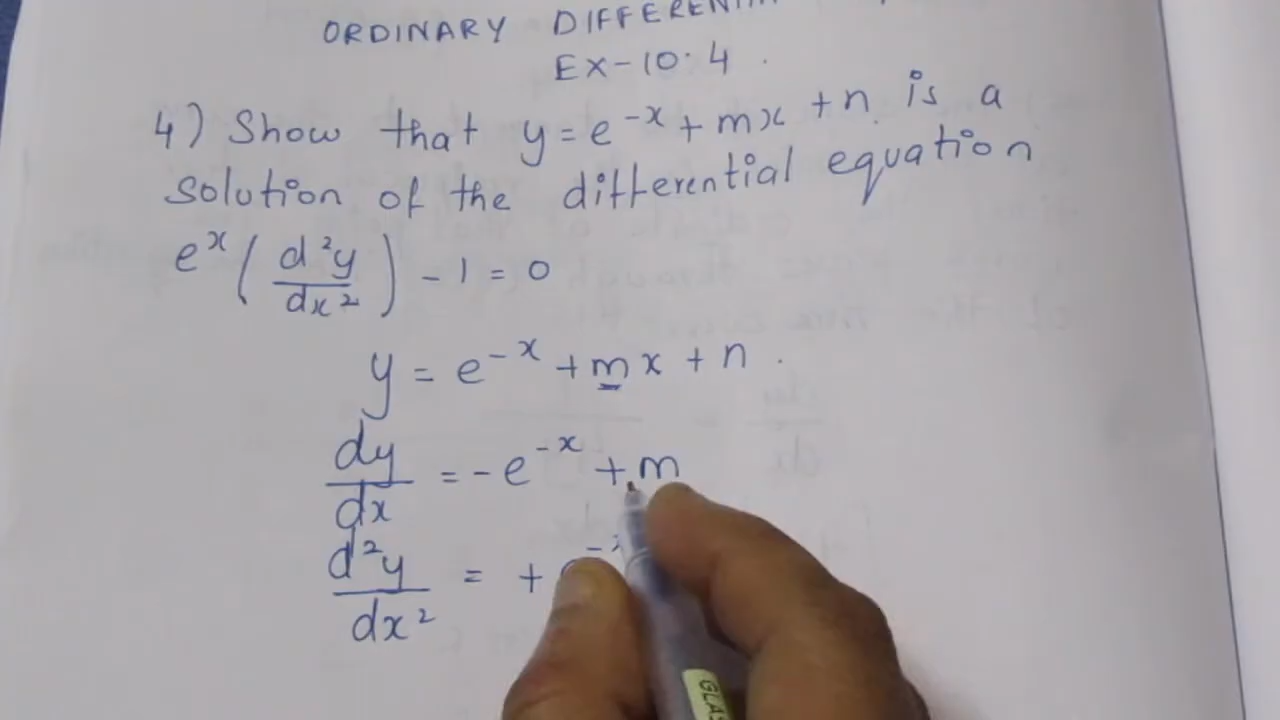 ORDINARY
EX-10.4
4) Show that y = e^{-x} + mx + n is a
solution of the differential equation
e^x (d²y/dx²) - 1 = 0
y = e^{-x} + mx + n.
dy/dx = -e^{-x} + m
d²y/dx² = +